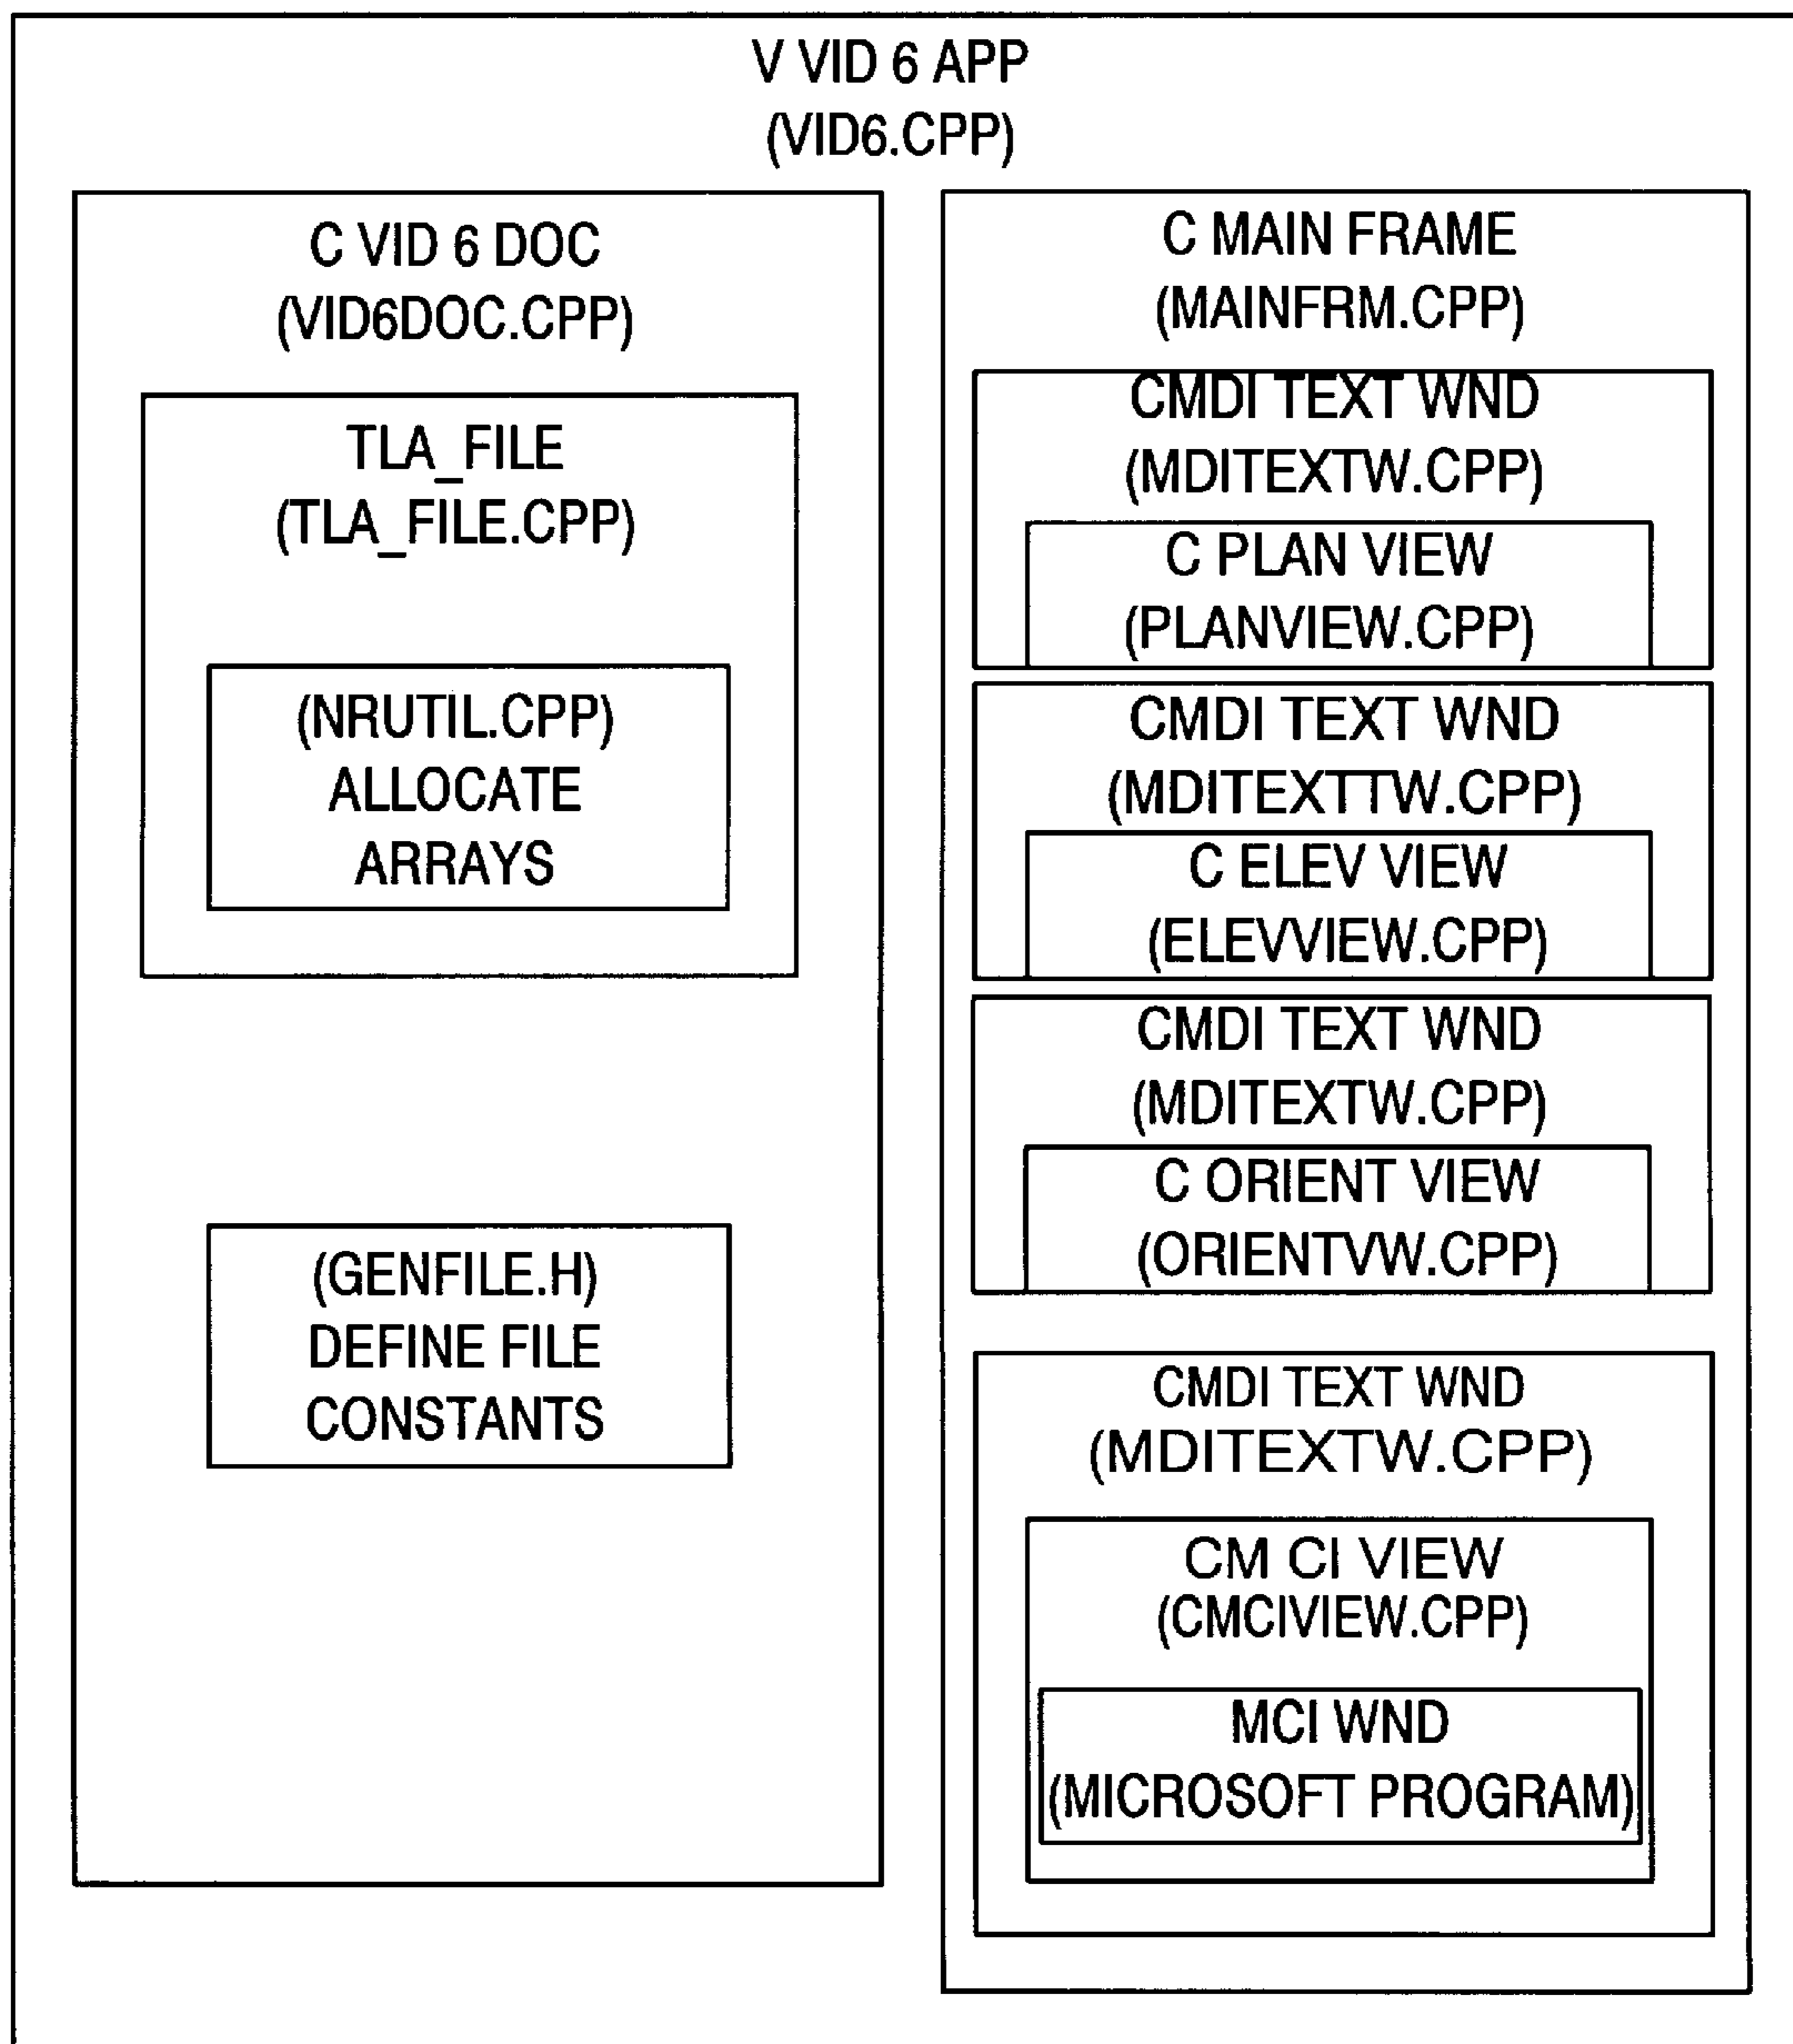 V VID 6 APP
(VID6.CPP)
C VID 6 DOC
(VID6DOC.CPP)
TLA_FILE
(TLA_FILE.CPP)
(NRUTIL.CPP)
ALLOCATE
ARRAYS
(GENFILE.H)
DEFINE FILE
CONSTANTS
C MAIN FRAME
(MAINFRM.CPP)
CMDI TEXT WND
(MDITEXTW.CPP)
C PLAN VIEW
(PLANVIEW.CPP)
CMDI TEXT WND
(MDITEXTTW.CPP)
C ELEV VIEW
(ELEVVIEW.CPP)
CMDI TEXT WND
(MDITEXTW.CPP)
C ORIENT VIEW
(ORIENTVW.CPP)
CMDI TEXT WND
(MDITEXTW.CPP)
CM CI VIEW
(CMCIVIEW.CPP)
MCI WND
(MICROSOFT PROGRAM)